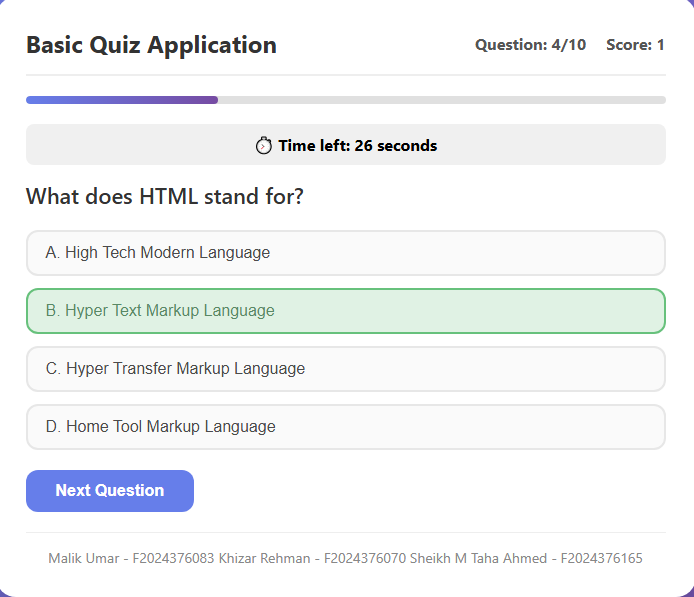 Basic Quiz Application
Question: 4/10 Score: 1
Time left: 26 seconds
What does HTML stand for?
A. High Tech Modern Language
B. Hyper Text Markup Language
C. Hyper Transfer Markup Language
D. Home Tool Markup Language
Next Question
Malik Umar - F2024376083 Khizar Rehman - F2024376070 Sheikh M Taha Ahmed - F2024376165